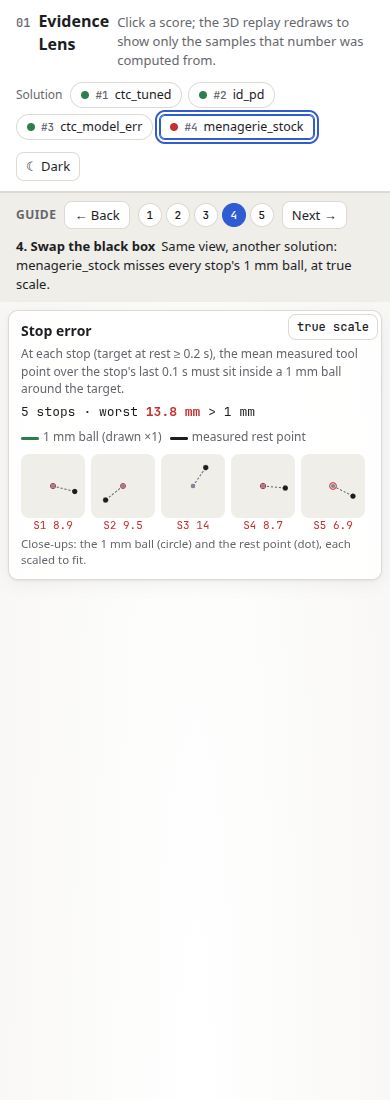 01 Evidence Lens
Click a score; the 3D replay redraws to
show only the samples that number was
computed from.
Solution #1 ctc_tuned #2 id_pd
#3 ctc_model_err #4 menagerie_stock
☾ Dark
GUIDE ← Back 1 2 3 4 5 Next →
4. Swap the black box Same view, another solution:
menagerie_stock misses every stop's 1 mm ball, at true
scale.
true scale
Stop error
At each stop (target at rest ≥ 0.2 s), the mean measured tool
point over the stop's last 0.1 s must sit inside a 1 mm ball
around the target.
5 stops · worst 13.8 mm > 1 mm
1 mm ball (drawn ×1) measured rest point
S1 8.9 S2 9.5 S3 14 S4 8.7 S5 6.9
Close-ups: the 1 mm ball (circle) and the rest point (dot), each
scaled to fit.